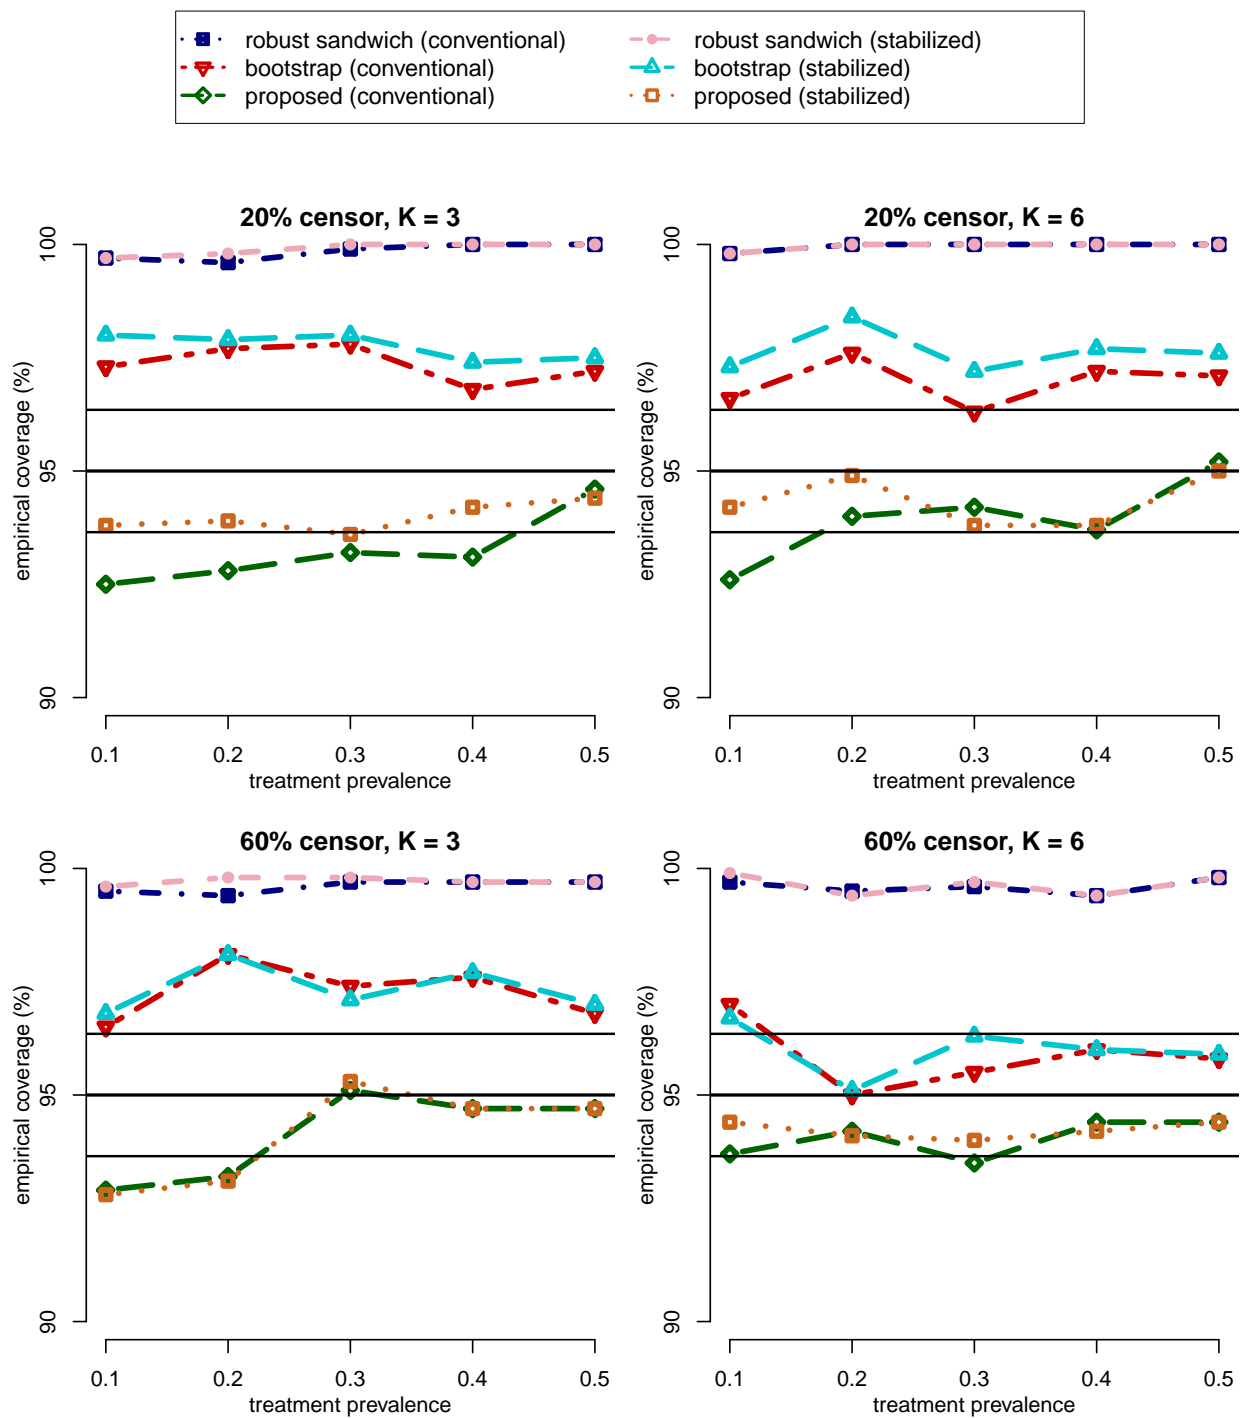 robust sandwich (conventional)
bootstrap (conventional)
proposed (conventional)
robust sandwich (stabilized)
bootstrap (stabilized)
proposed (stabilized)
20% censor, K = 3
empirical coverage (%)
100
95
90
0.1 0.2 0.3 0.4 0.5
treatment prevalence
20% censor, K = 6
empirical coverage (%)
100
95
90
0.1 0.2 0.3 0.4 0.5
treatment prevalence
60% censor, K = 3
empirical coverage (%)
100
95
90
0.1 0.2 0.3 0.4 0.5
treatment prevalence
60% censor, K = 6
empirical coverage (%)
100
95
90
0.1 0.2 0.3 0.4 0.5
treatment prevalence